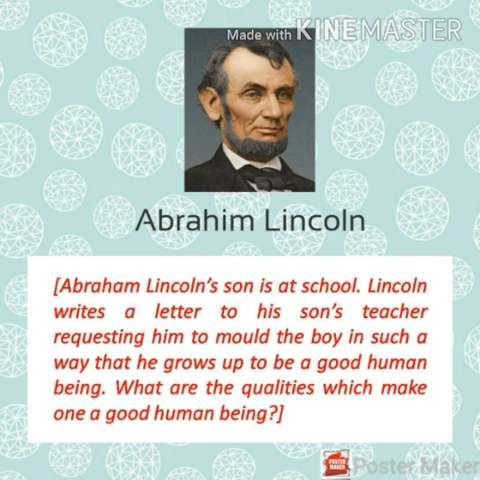 Made with KINEMASTER
Abrahim Lincoln
[Abraham Lincoln's son is at school. Lincoln
writes a letter to his son's teacher
requesting him to mould the boy in such a
way that he grows up to be a good human
being. What are the qualities which make
one a good human being?]
POSTER MAKER Poster Maker